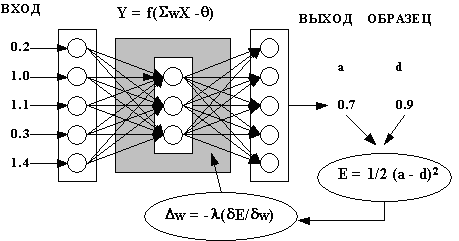 ВХОД
Y = f(ΣwX -θ)
ВЫХОД ОБРАЗЕЦ
0.2
1.0
1.1
0.3
1.4
a d
0.7 0.9
E = 1/2 (a - d)²
Δw = -λ(δE/δw)